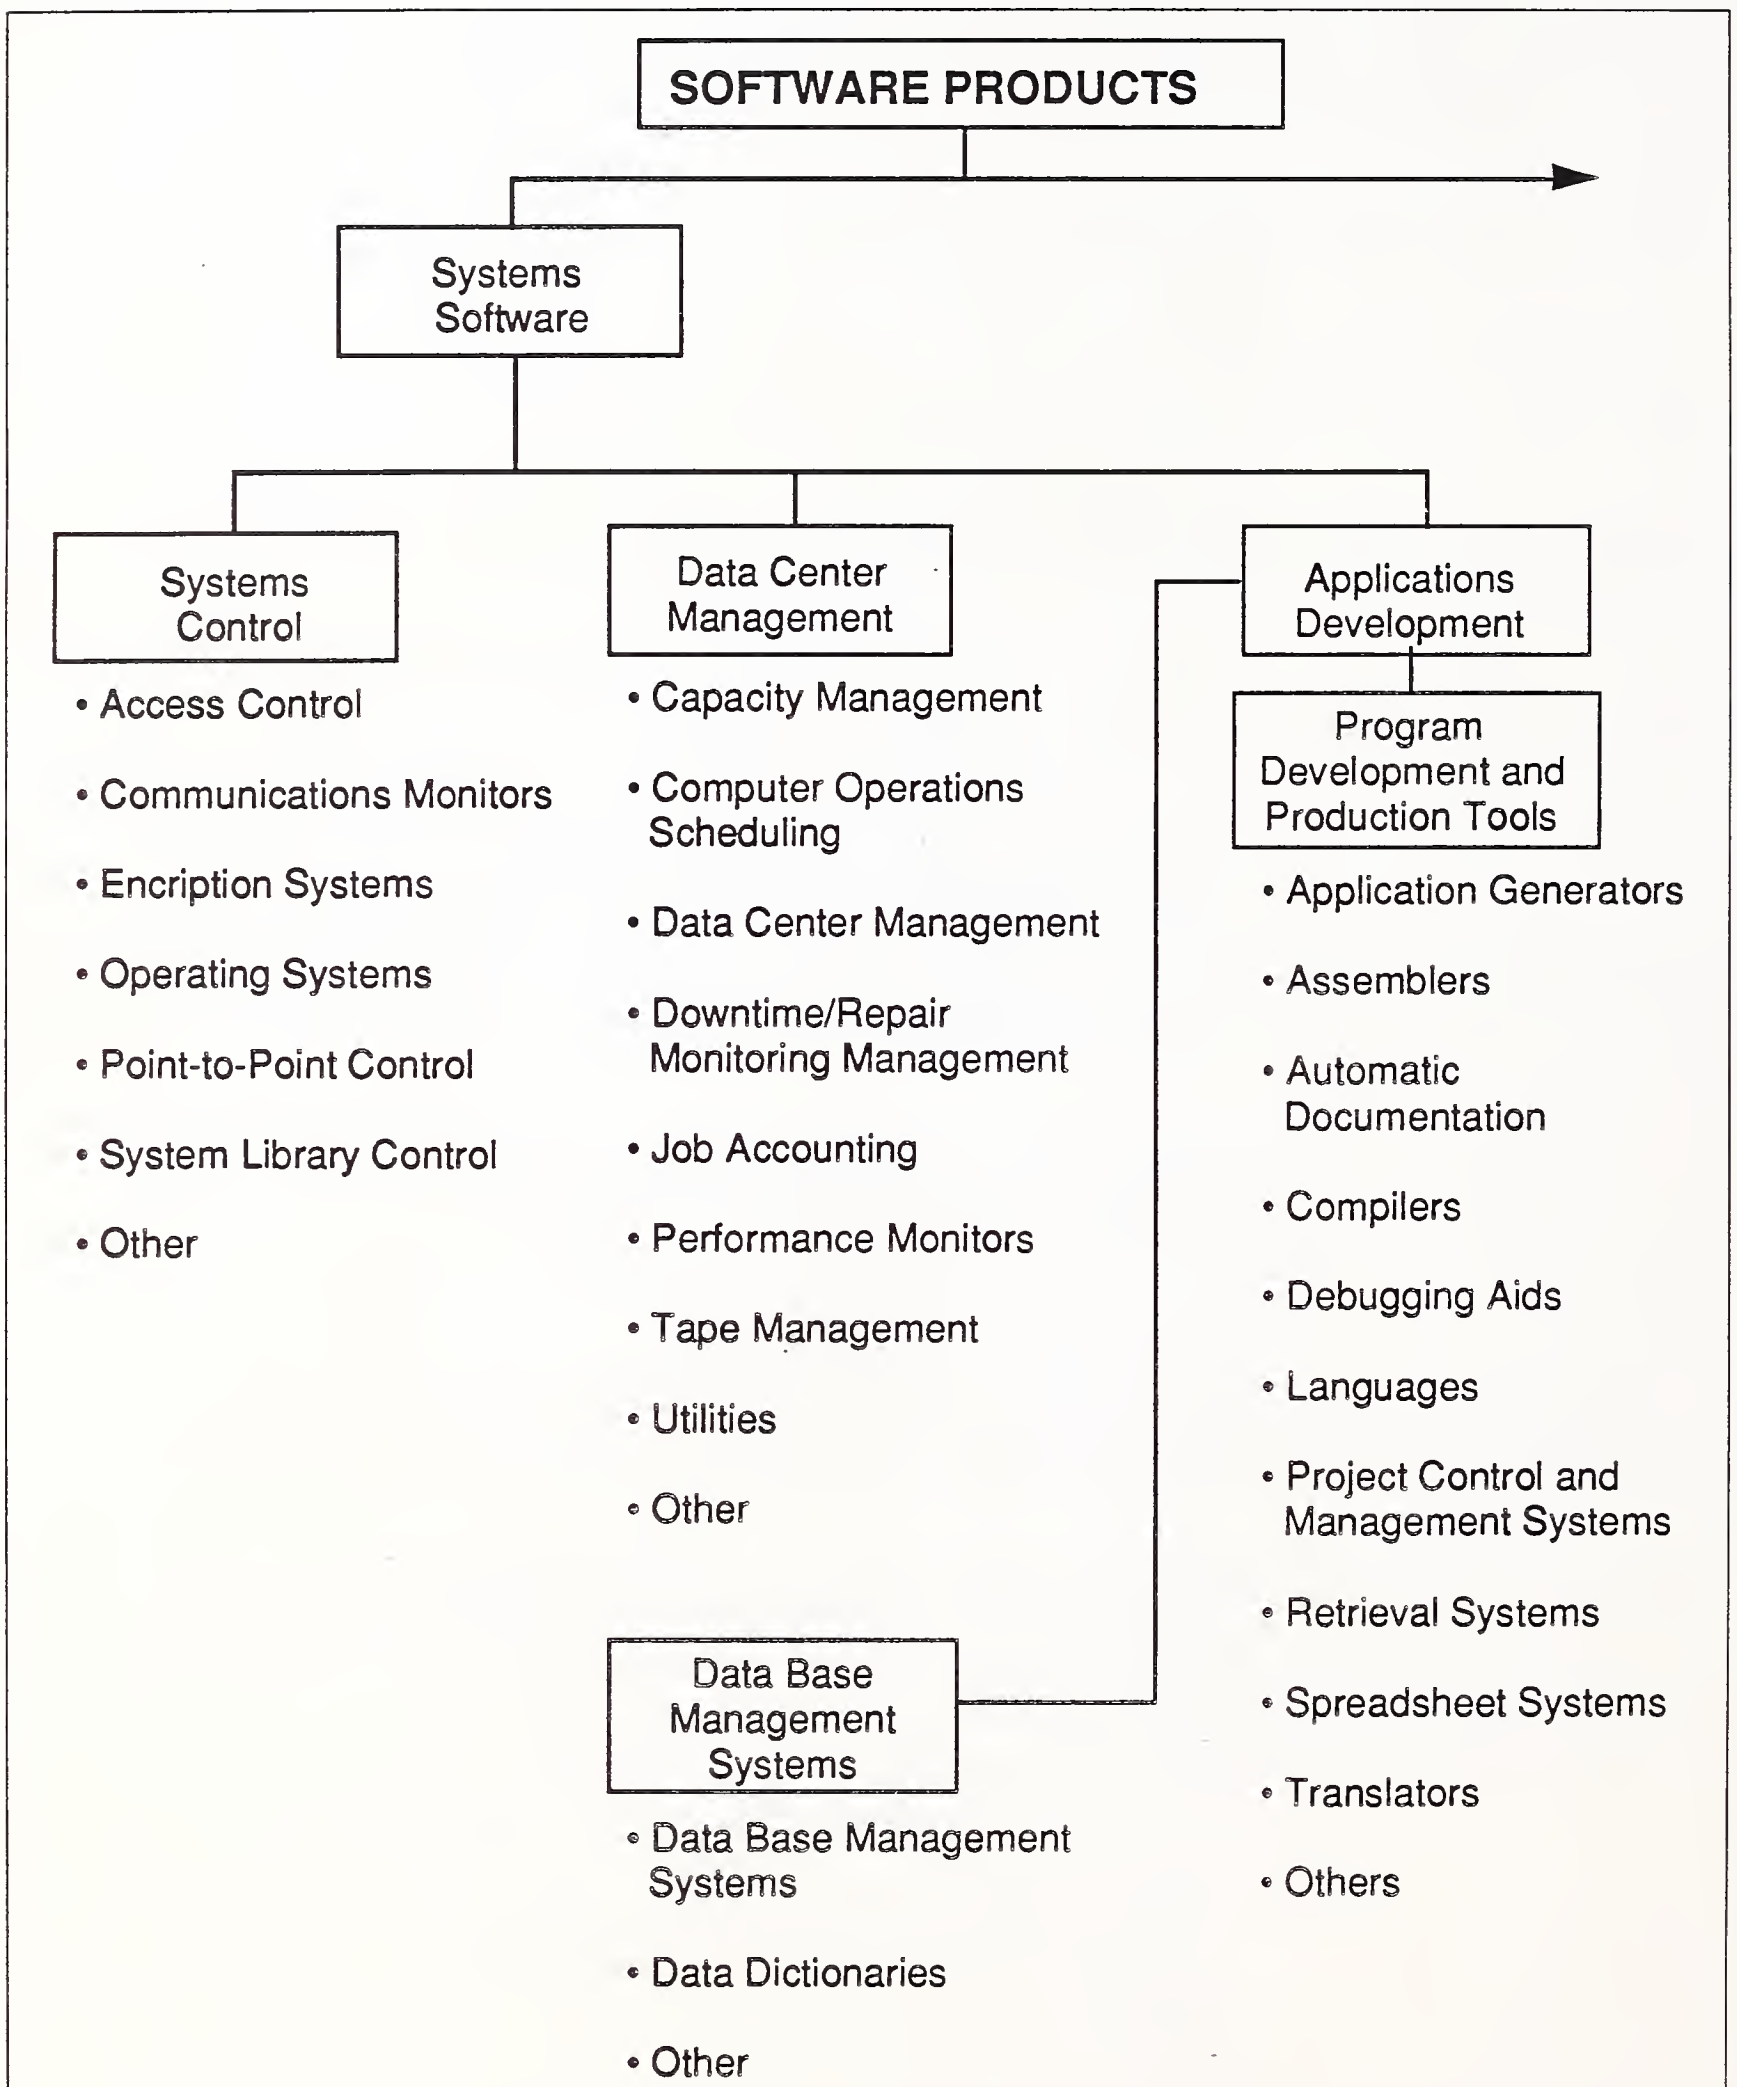 SOFTWARE PRODUCTS
Systems
Software
Systems
Control
• Access Control
• Communications Monitors
• Encription Systems
• Operating Systems
• Point-to-Point Control
• System Library Control
• Other
Data Center
Management
• Capacity Management
• Computer Operations
Scheduling
• Data Center Management
• Downtime/Repair
Monitoring Management
• Job Accounting
• Performance Monitors
• Tape Management
• Utilities
• Other
Data Base
Management
Systems
• Data Base Management
Systems
• Data Dictionaries
• Other
Applications
Development
Program
Development and
Production Tools
• Application Generators
• Assemblers
• Automatic
Documentation
• Compilers
• Debugging Aids
• Languages
• Project Control and
Management Systems
• Retrieval Systems
• Spreadsheet Systems
• Translators
• Others